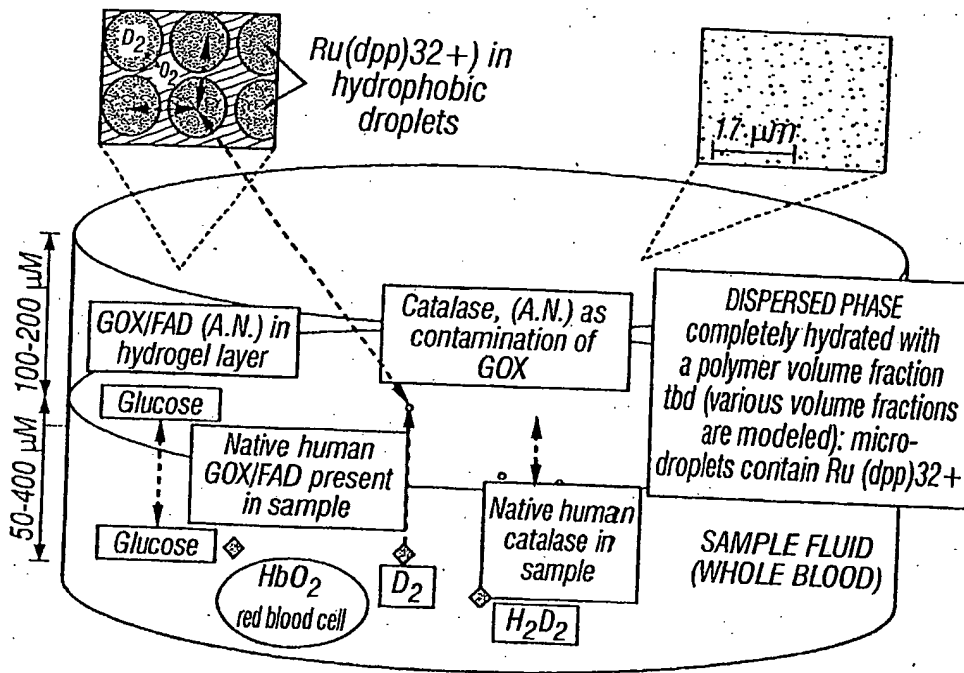 D2
O2
Ru(dpp)32+) in
hydrophobic
droplets
17 µm
100-200 µM
50-400 µM
GOX/FAD (A.N.) in
hydrogel layer
Catalase, (A.N.) as
contamination of
GOX
DISPERSED PHASE
completely hydrated with
a polymer volume fraction
tbd (various volume fractions
are modeled): micro-
droplets contain Ru (dpp)32+
Glucose
Native human
GOX/FAD present
in sample
Glucose
Native human
catalase in
sample
SAMPLE FLUID
(WHOLE BLOOD)
HbO2
red blood cell
D2
H2D2